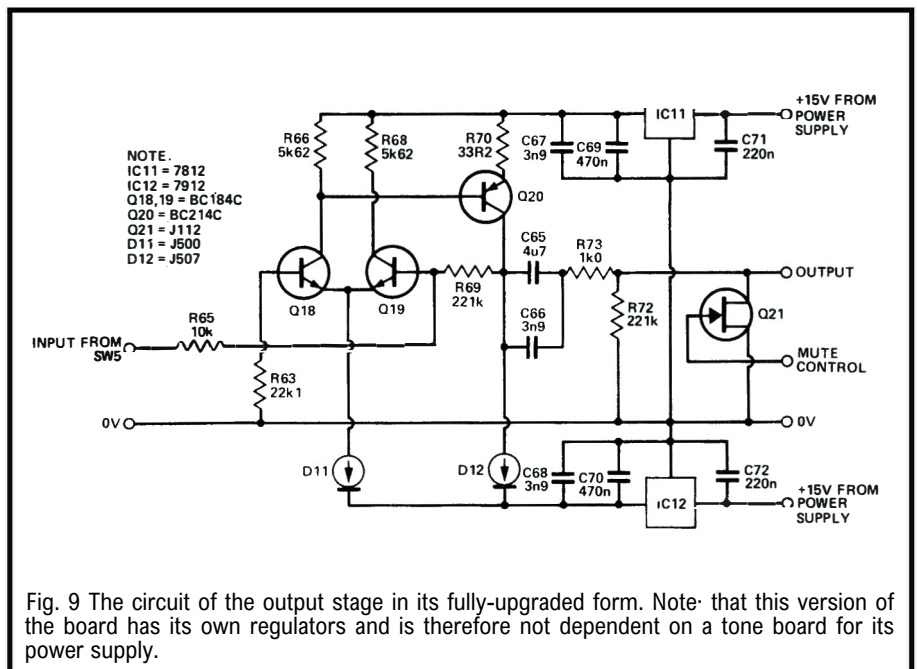 +15V FROM
POWER
SUPPLY
IC11
R66
5k62
R68
5k62
R70
33R2
C67
3n9
C69
470n
C71
220n
NOTE.
IC11 = 7812
IC12 = 7912
Q18,19 = BC184C
Q20 = BC214C
Q21 = J112
D11 = J500
D12 = J507
Q20
C65
4u7
R73
1k0
OUTPUT
R69
221k
Q18
Q19
R72
221k
Q21
C66
3n9
R65
10k
INPUT FROM
SW5
MUTE
CONTROL
R63
22k1
0V
0V
D11
D12
C68
3n9
C70
470n
C72
220n
IC12
+15V FROM
POWER
SUPPLY
Fig. 9 The circuit of the output stage in its fully-upgraded form. Note· that this version of
the board has its own regulators and is therefore not dependent on a tone board for its
power supply.